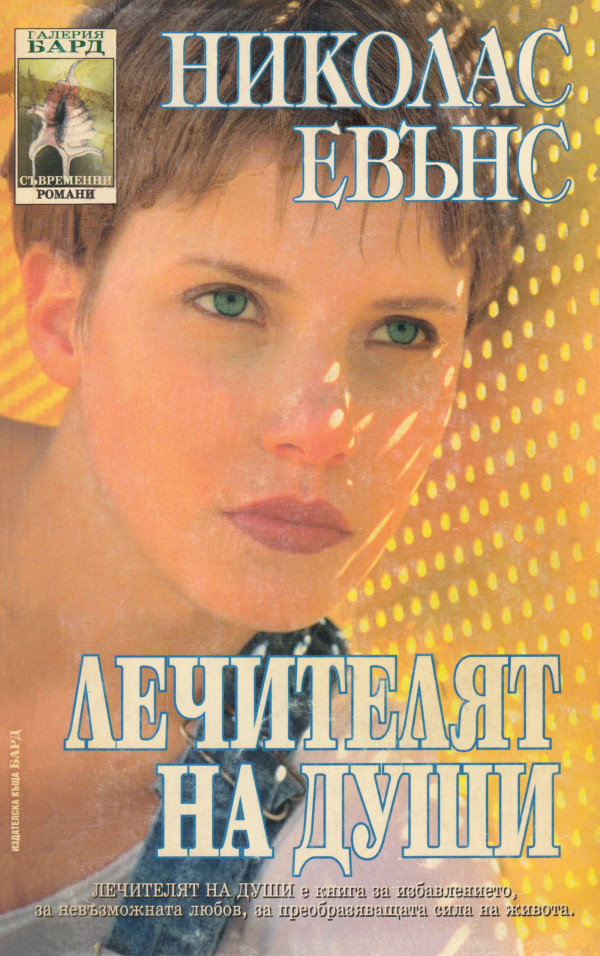 ГАЛЕРИЯ
БАРД
СЪВРЕМЕННИ
РОМАНИ
НИКОЛАС
ЕВЪНС
ЛЕЧИТЕЛЯТ
НА ДУШИ
ИЗДАТЕЛСКА КЪЩА БАРД
ЛЕЧИТЕЛЯТ НА ДУШИ е книга за избавлението,
за невъзможната любов, за преобразяващата сила на живота.